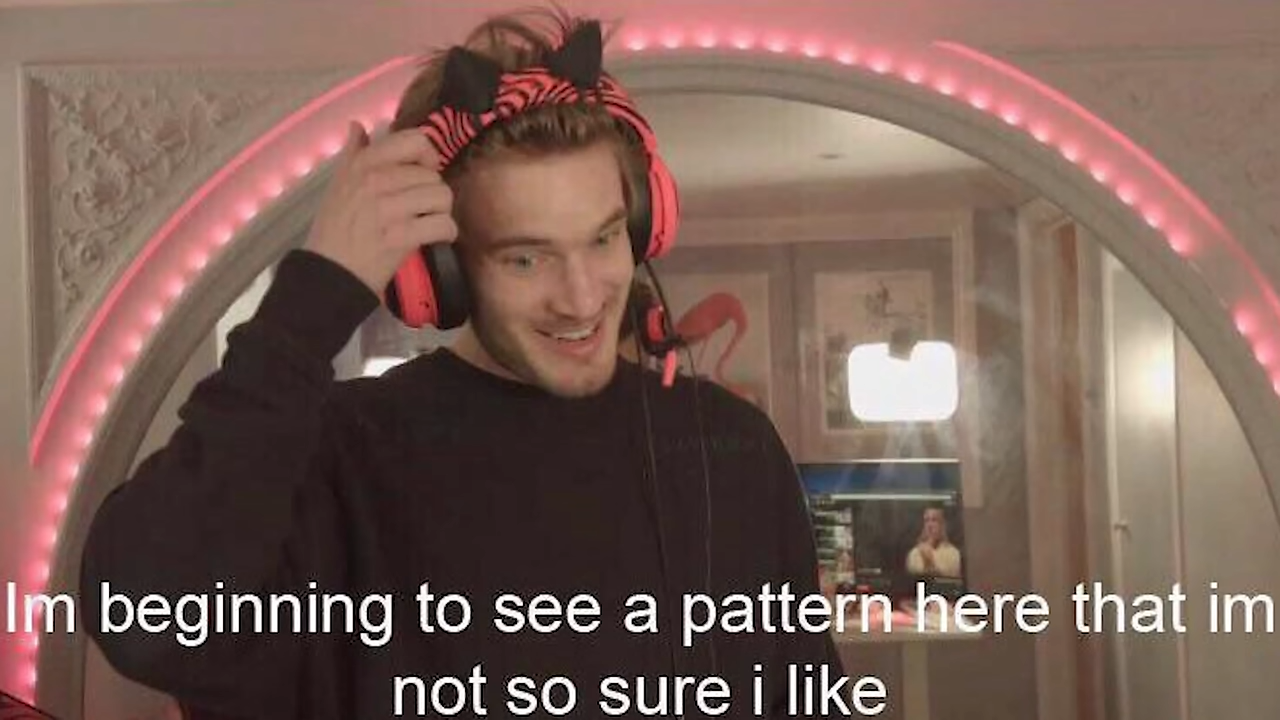 Im beginning to see a pattern here that im
not so sure i like